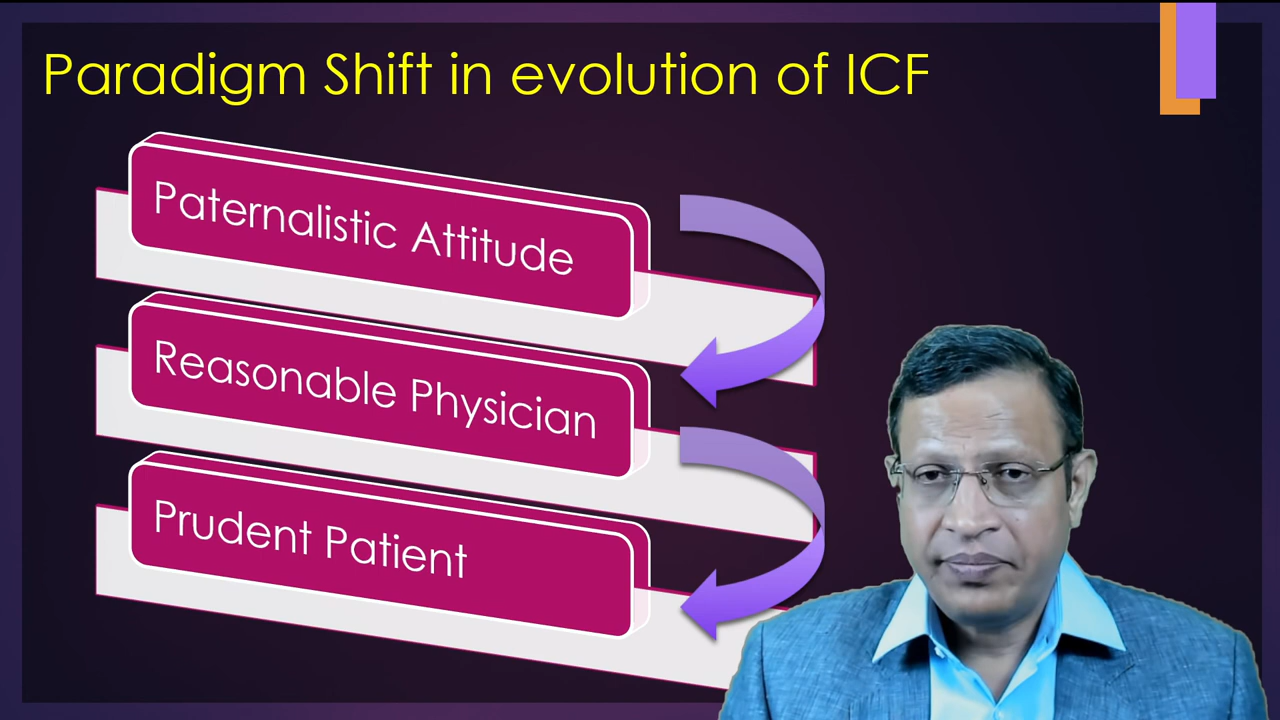 Paradigm Shift in evolution of ICF
Paternalistic Attitude
Reasonable Physician
Prudent Patient